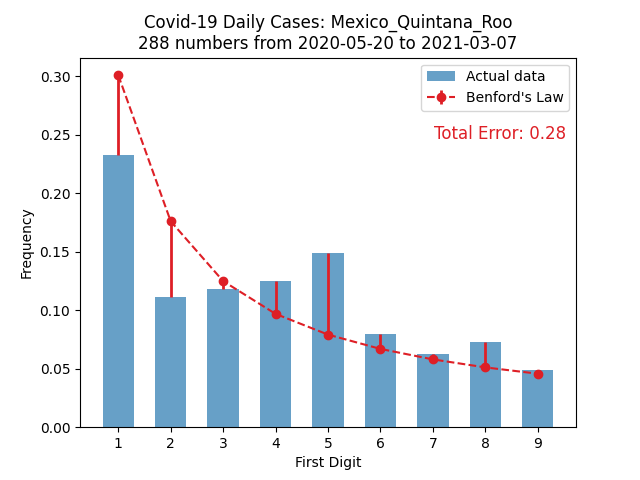 Covid-19 Daily Cases: Mexico_Quintana_Roo
288 numbers from 2020-05-20 to 2021-03-07
Actual data
Benford's Law
Total Error: 0.28
Frequency
0.30
0.25
0.20
0.15
0.10
0.05
0.00
1 2 3 4 5 6 7 8 9
First Digit